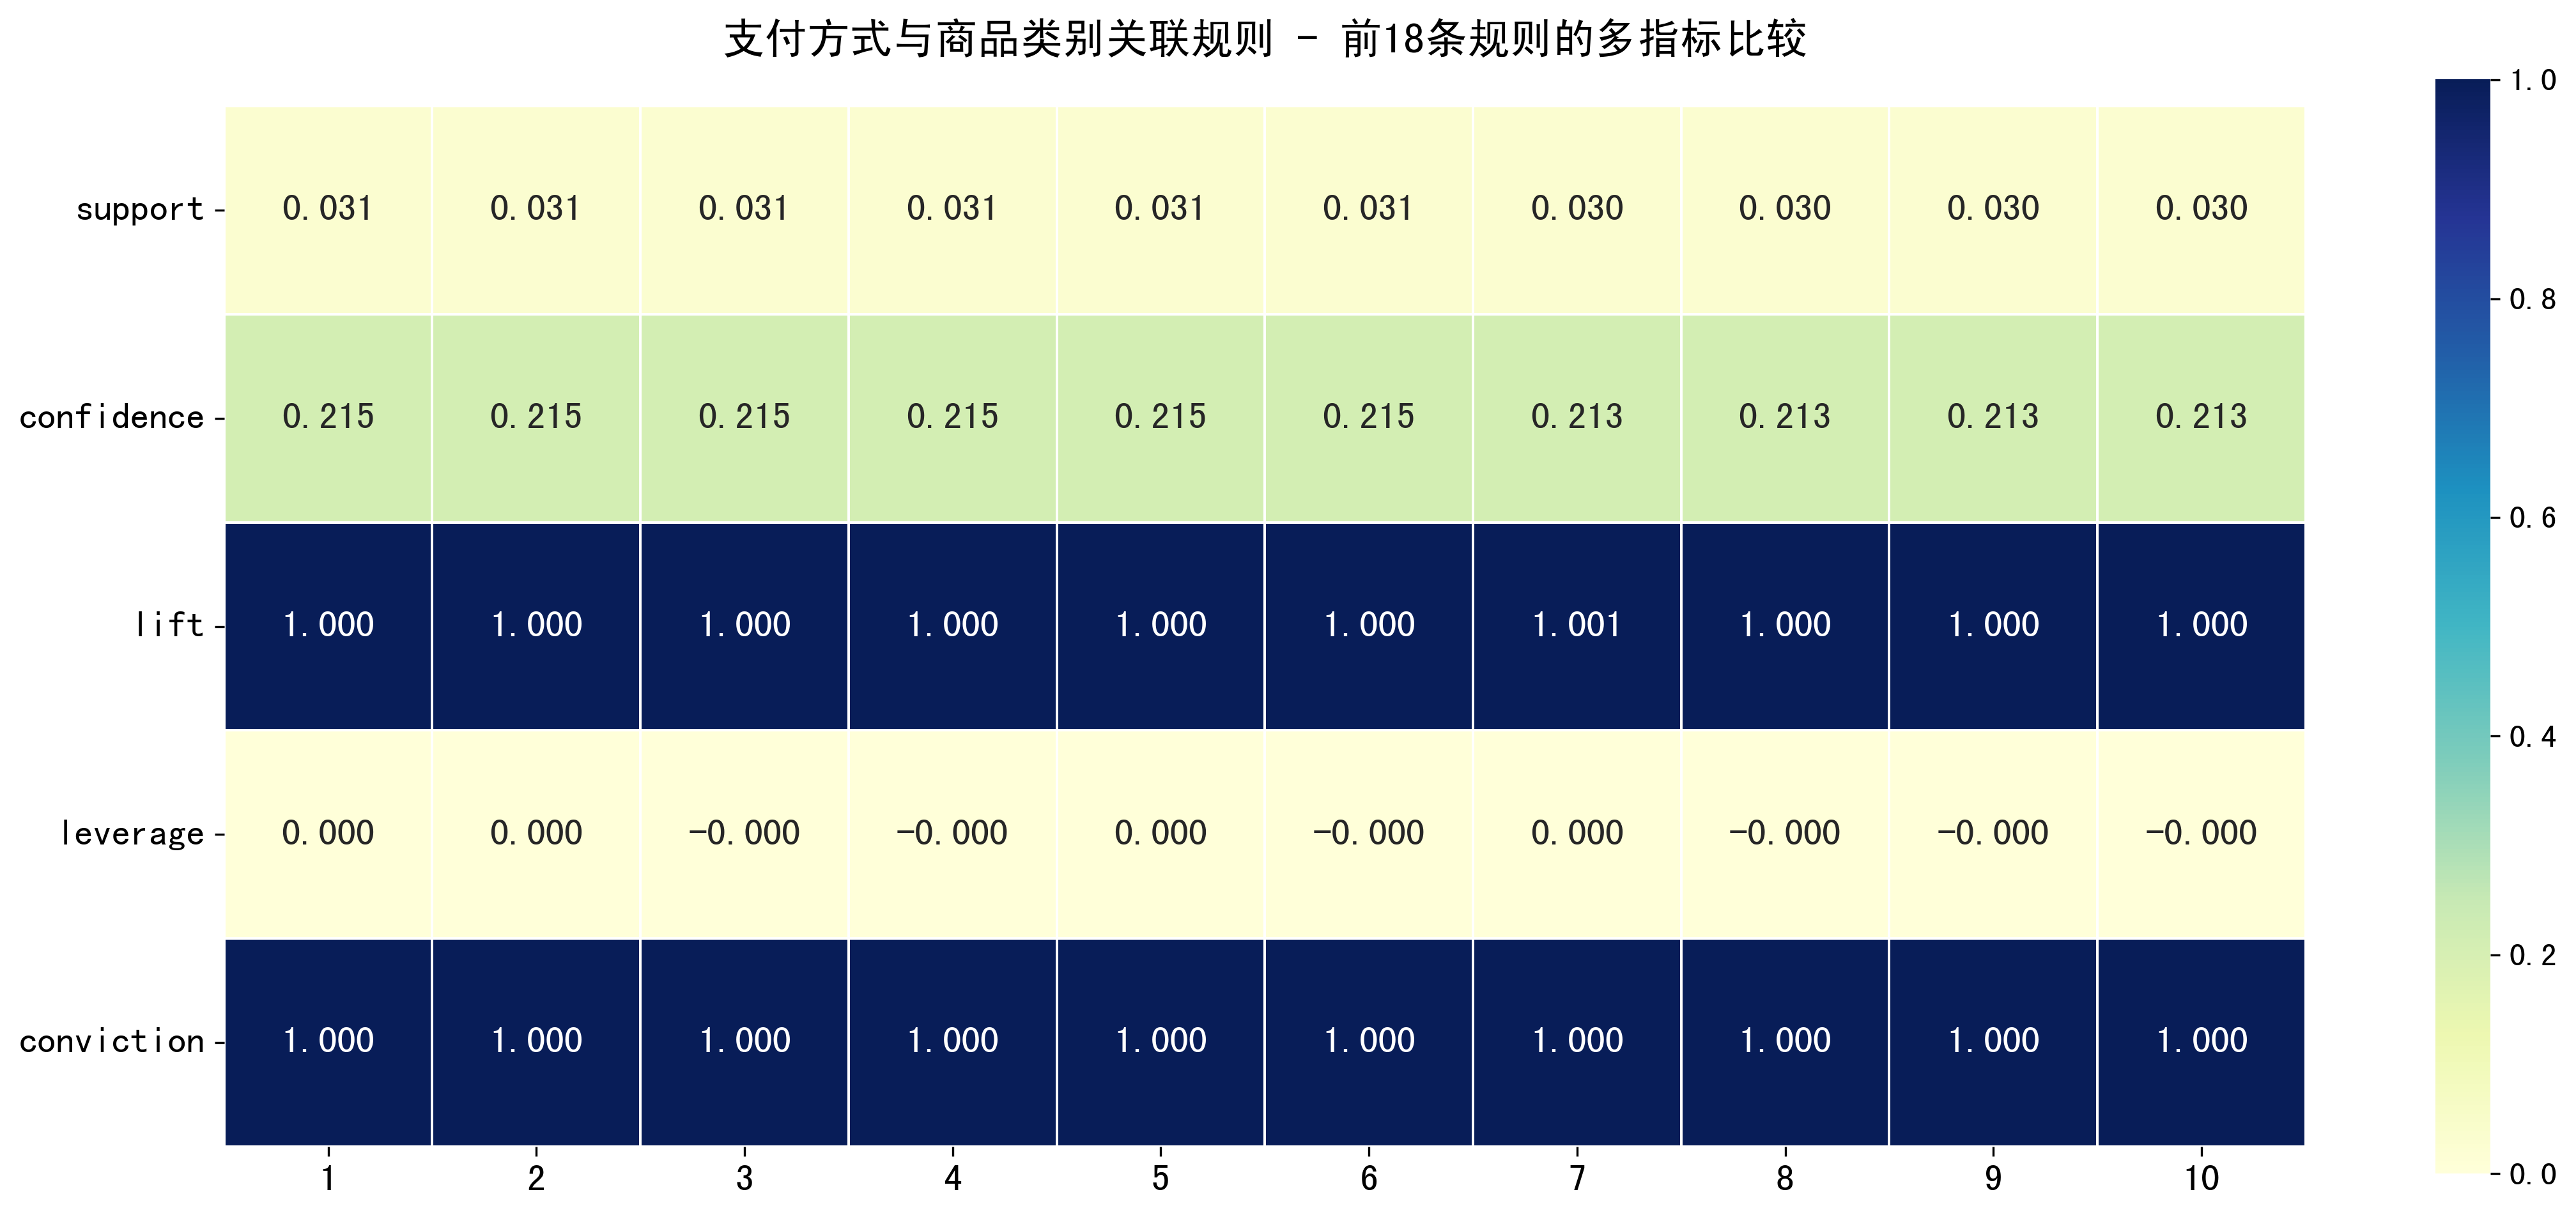 支付方式与商品类别关联规则 - 前18条规则的多指标比较
support 0.031 0.031 0.031 0.031 0.031 0.031 0.030 0.030 0.030 0.030
confidence 0.215 0.215 0.215 0.215 0.215 0.215 0.213 0.213 0.213 0.213
lift 1.000 1.000 1.000 1.000 1.000 1.000 1.001 1.000 1.000 1.000
leverage 0.000 0.000 -0.000 -0.000 0.000 -0.000 0.000 -0.000 -0.000 -0.000
conviction 1.000 1.000 1.000 1.000 1.000 1.000 1.000 1.000 1.000 1.000
1 2 3 4 5 6 7 8 9 10
1.0
0.8
0.6
0.4
0.2
0.0